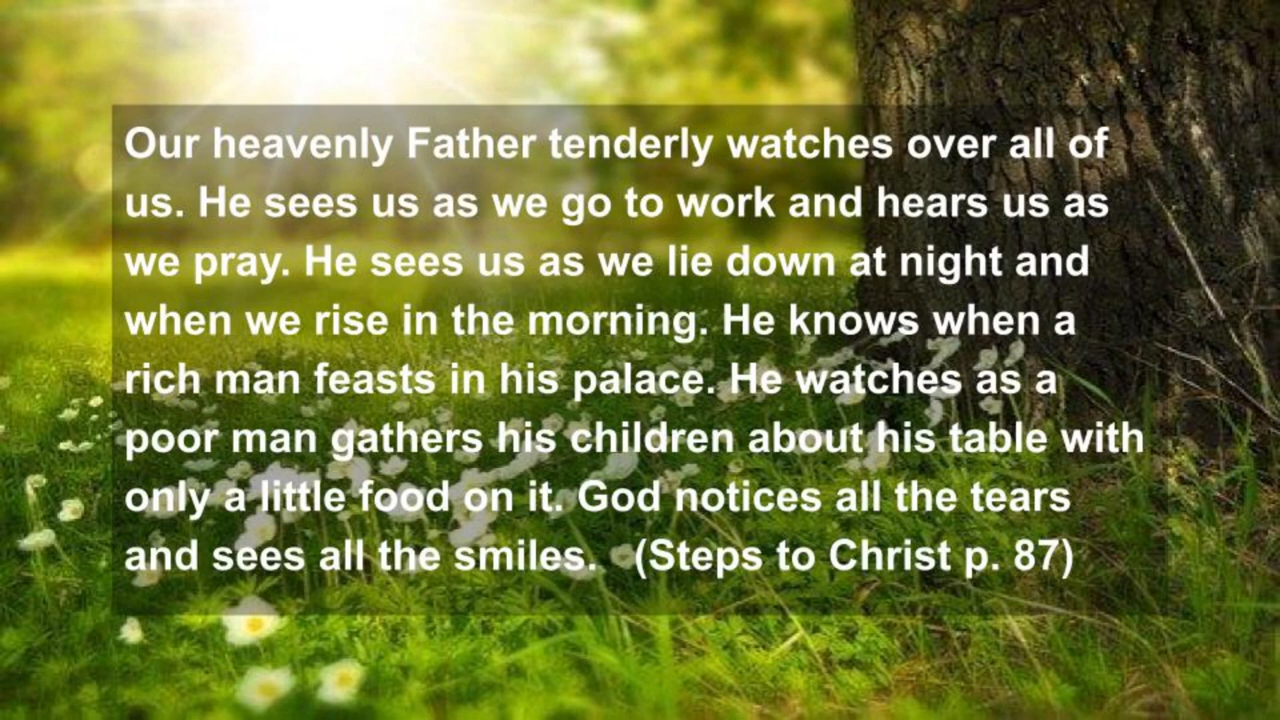 Our heavenly Father tenderly watches over all of
us. He sees us as we go to work and hears us as
we pray. He sees us as we lie down at night and
when we rise in the morning. He knows when a
rich man feasts in his palace. He watches as a
poor man gathers his children about his table with
only a little food on it. God notices all the tears
and sees all the smiles.   (Steps to Christ p. 87)